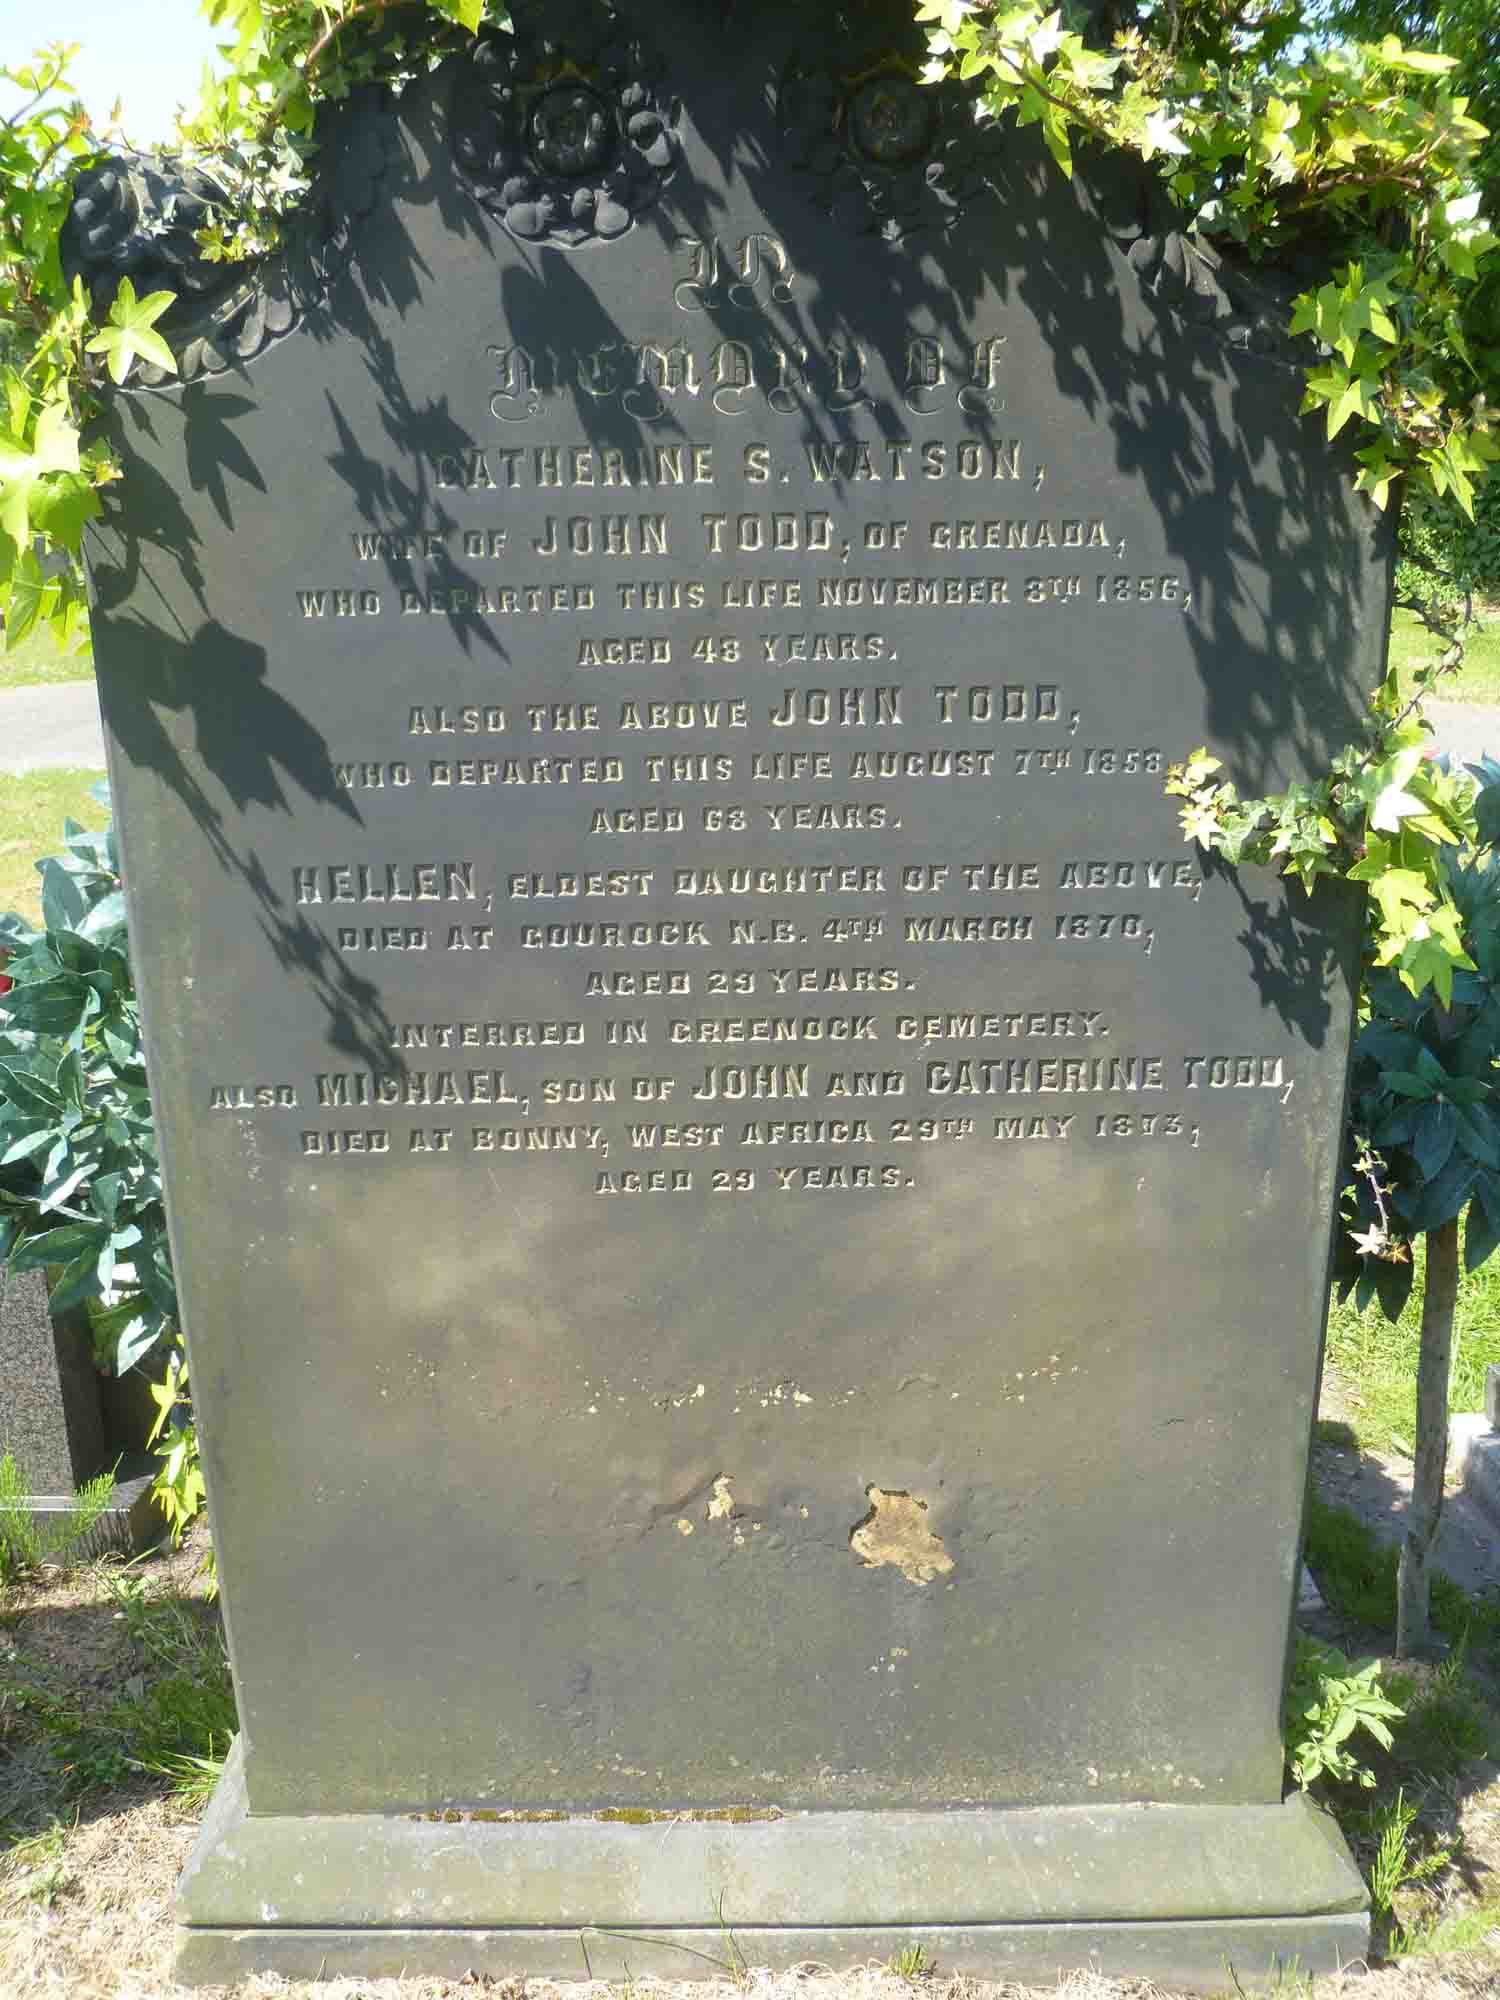 IN
MEMORY OF
CATHERINE S. WATSON,
WIFE OF JOHN TODD, OF GRENADA,
WHO DEPARTED THIS LIFE NOVEMBER 8TH 1856,
AGED 48 YEARS.
ALSO THE ABOVE JOHN TODD,
WHO DEPARTED THIS LIFE AUGUST 7TH 1858
AGED 68 YEARS.
HELLEN, ELDEST DAUGHTER OF THE ABOVE,
DIED AT GOUROCK N.B. 4TH MARCH 1870,
AGED 29 YEARS.
INTERRED IN GREENOCK CEMETERY.
ALSO MICHAEL, SON OF JOHN AND CATHERINE TODD,
DIED AT BONNY, WEST AFRICA 29TH MAY 1873,
AGED 29 YEARS.